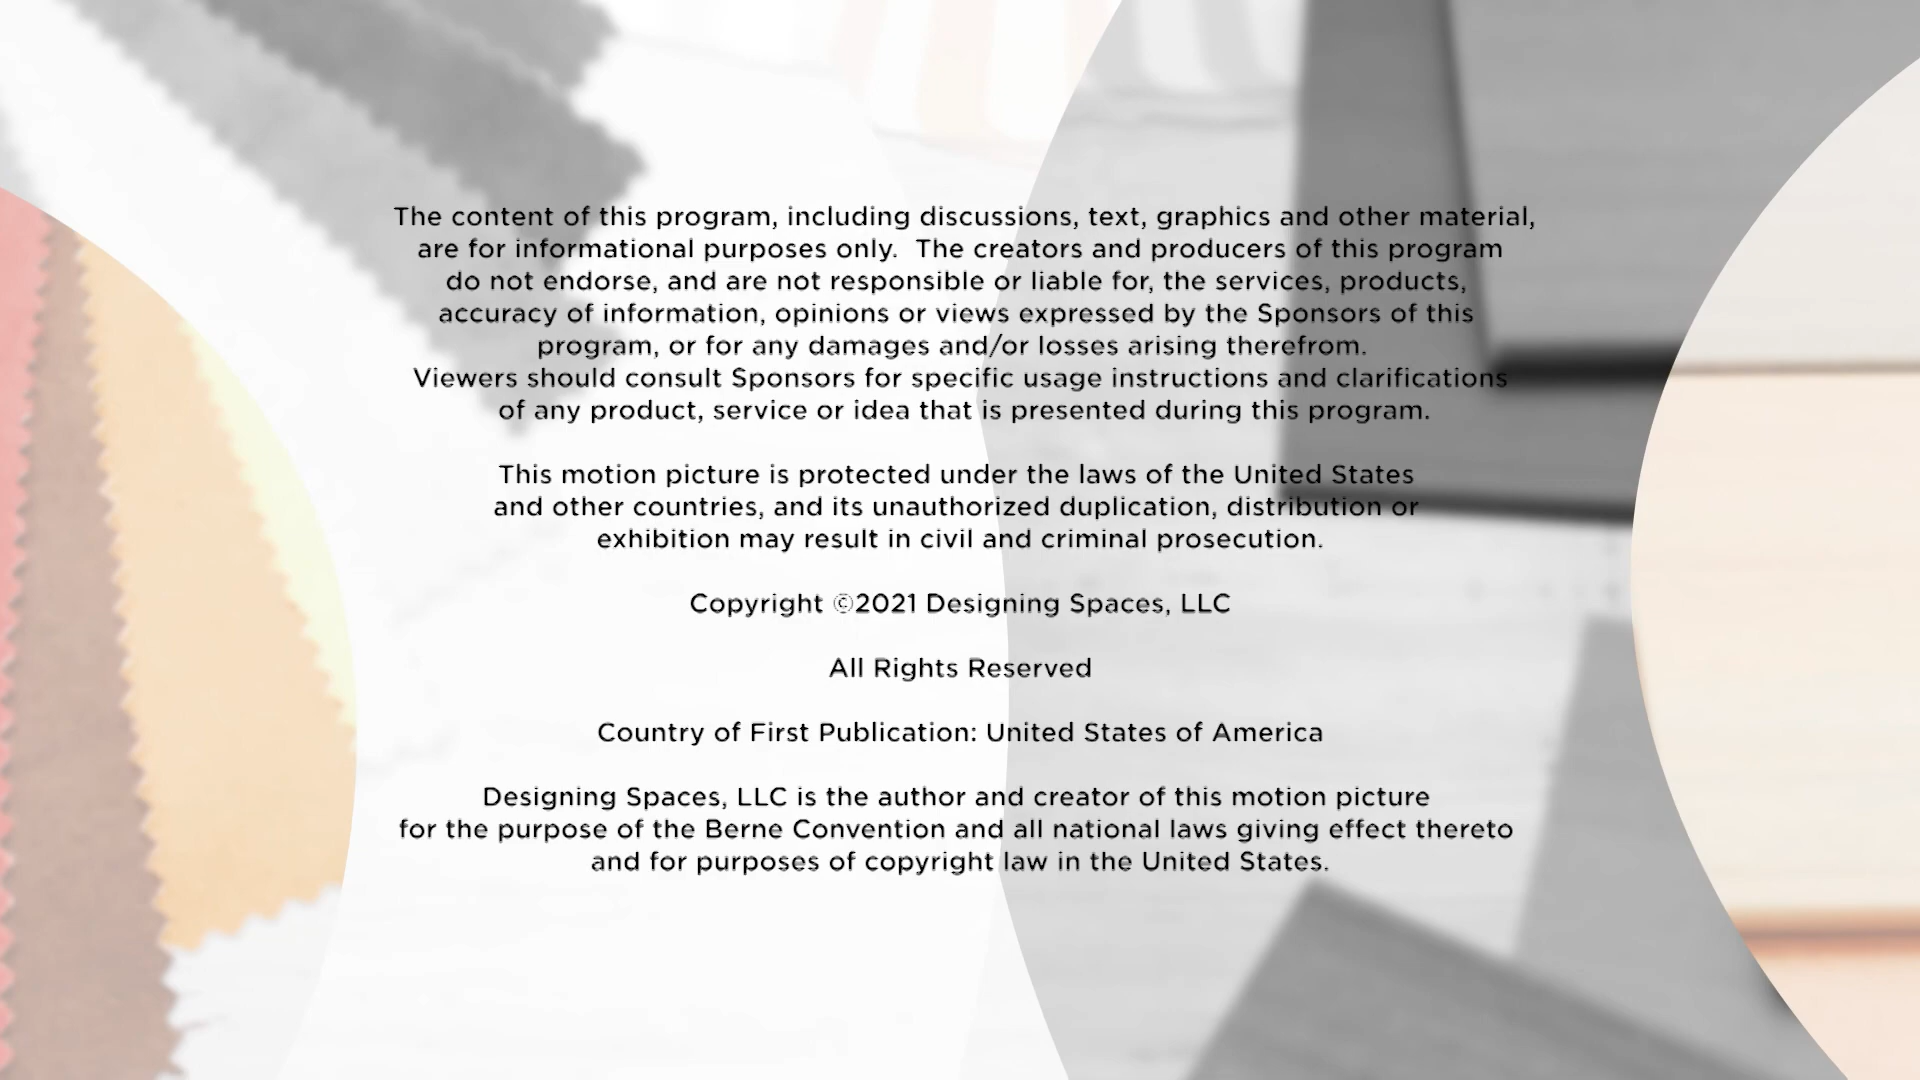 The content of this program, including discussions, text, graphics and other material,
are for informational purposes only.  The creators and producers of this program
do not endorse, and are not responsible or liable for, the services, products,
accuracy of information, opinions or views expressed by the Sponsors of this
program, or for any damages and/or losses arising therefrom.
Viewers should consult Sponsors for specific usage instructions and clarifications
of any product, service or idea that is presented during this program.
This motion picture is protected under the laws of the United States
and other countries, and its unauthorized duplication, distribution or
exhibition may result in civil and criminal prosecution.
Copyright ©2021 Designing Spaces, LLC
All Rights Reserved
Country of First Publication: United States of America
Designing Spaces, LLC is the author and creator of this motion picture
for the purpose of the Berne Convention and all national laws giving effect thereto
and for purposes of copyright law in the United States.